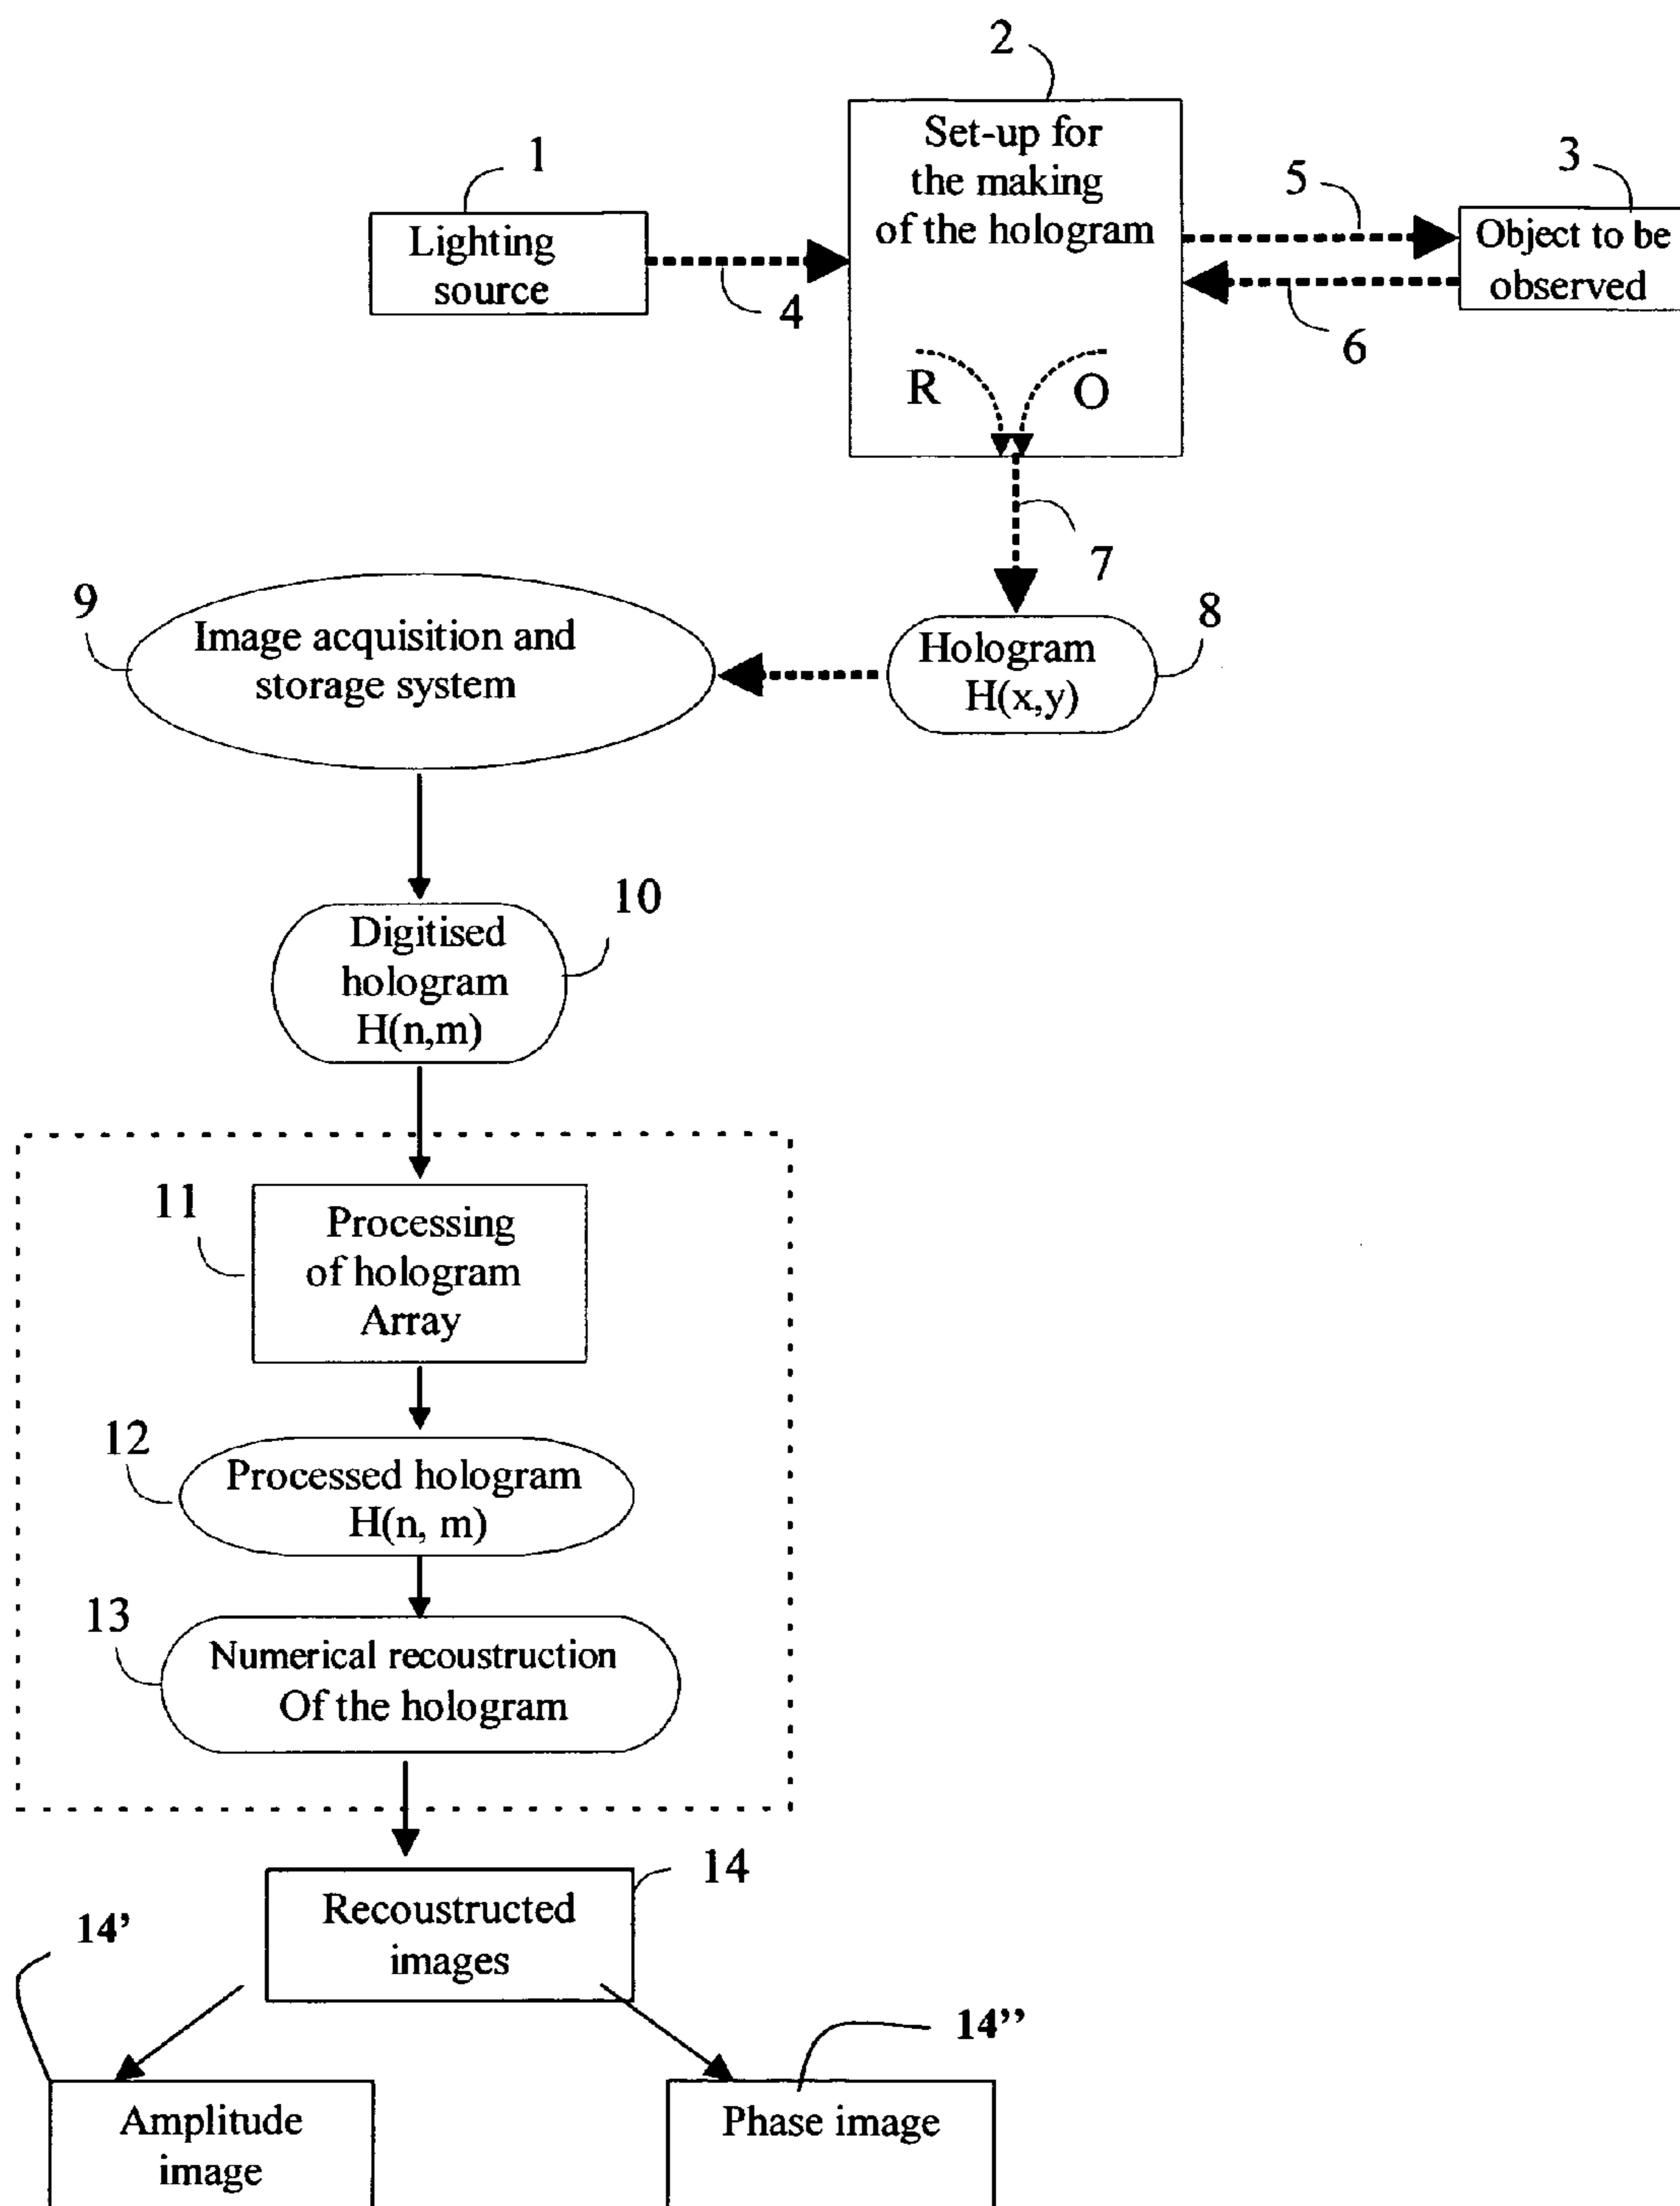 2
1
Set-up for
the making
of the hologram
5
3
Lighting
source
Object to be
observed
4
6
R
O
7
9
8
Image acquisition and
storage system
Hologram
H(x,y)
10
Digitised
hologram
H(n,m)
11
Processing
of hologram
Array
12
Processed hologram
H(n, m)
13
Numerical recoustruction
Of the hologram
14
Recoustructed
images
14’
14’’
Amplitude
image
Phase image